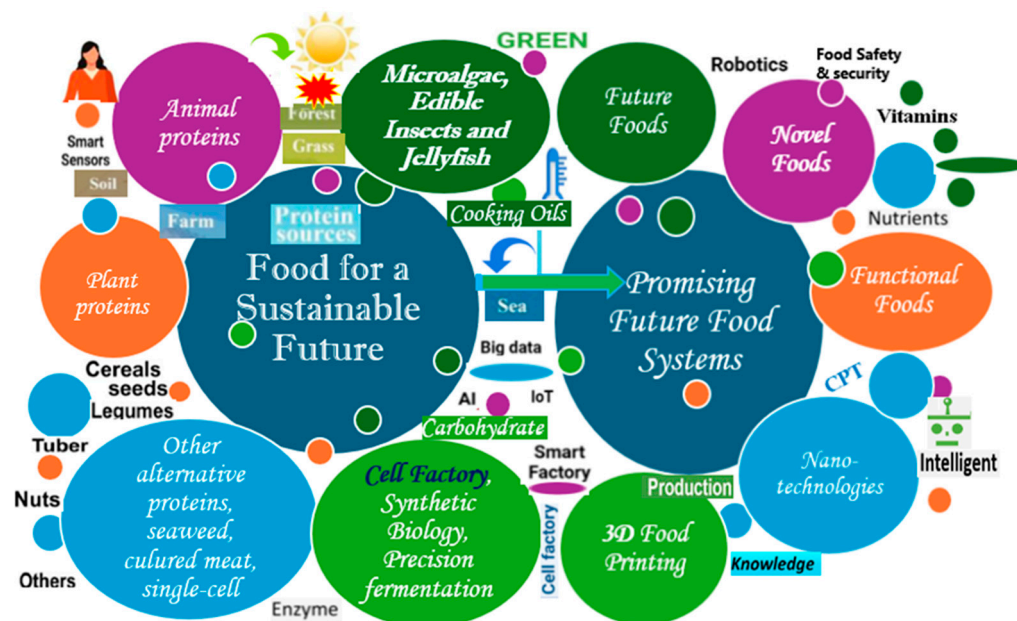 GREEN
Robotics
Food Safety
& security
Animal
proteins
Smart
Sensors
Soil
Forest
Grass
Farm
Protein
sources
Microalgae,
Edible
Insects and
Jellyfish
Cooking Oils
Future
Foods
Novel
Foods
Vitamins
Nutrients
Plant
proteins
Food for a
Sustainable
Future
Sea
Promising
Future Food
Systems
Functional
Foods
Big data
AI
IoT
Carbohydrate
CPT
Cereals
seeds
Legumes
Tuber
Nuts
Others
Other
alternative
proteins,
seaweed,
culured meat,
single-cell
Enzyme
Cell Factory,
Synthetic
Biology,
Precision
fermentation
Smart
Factory
Cell factory
Production
3D Food
Printing
Knowledge
Nano-
technologies
Intelligent